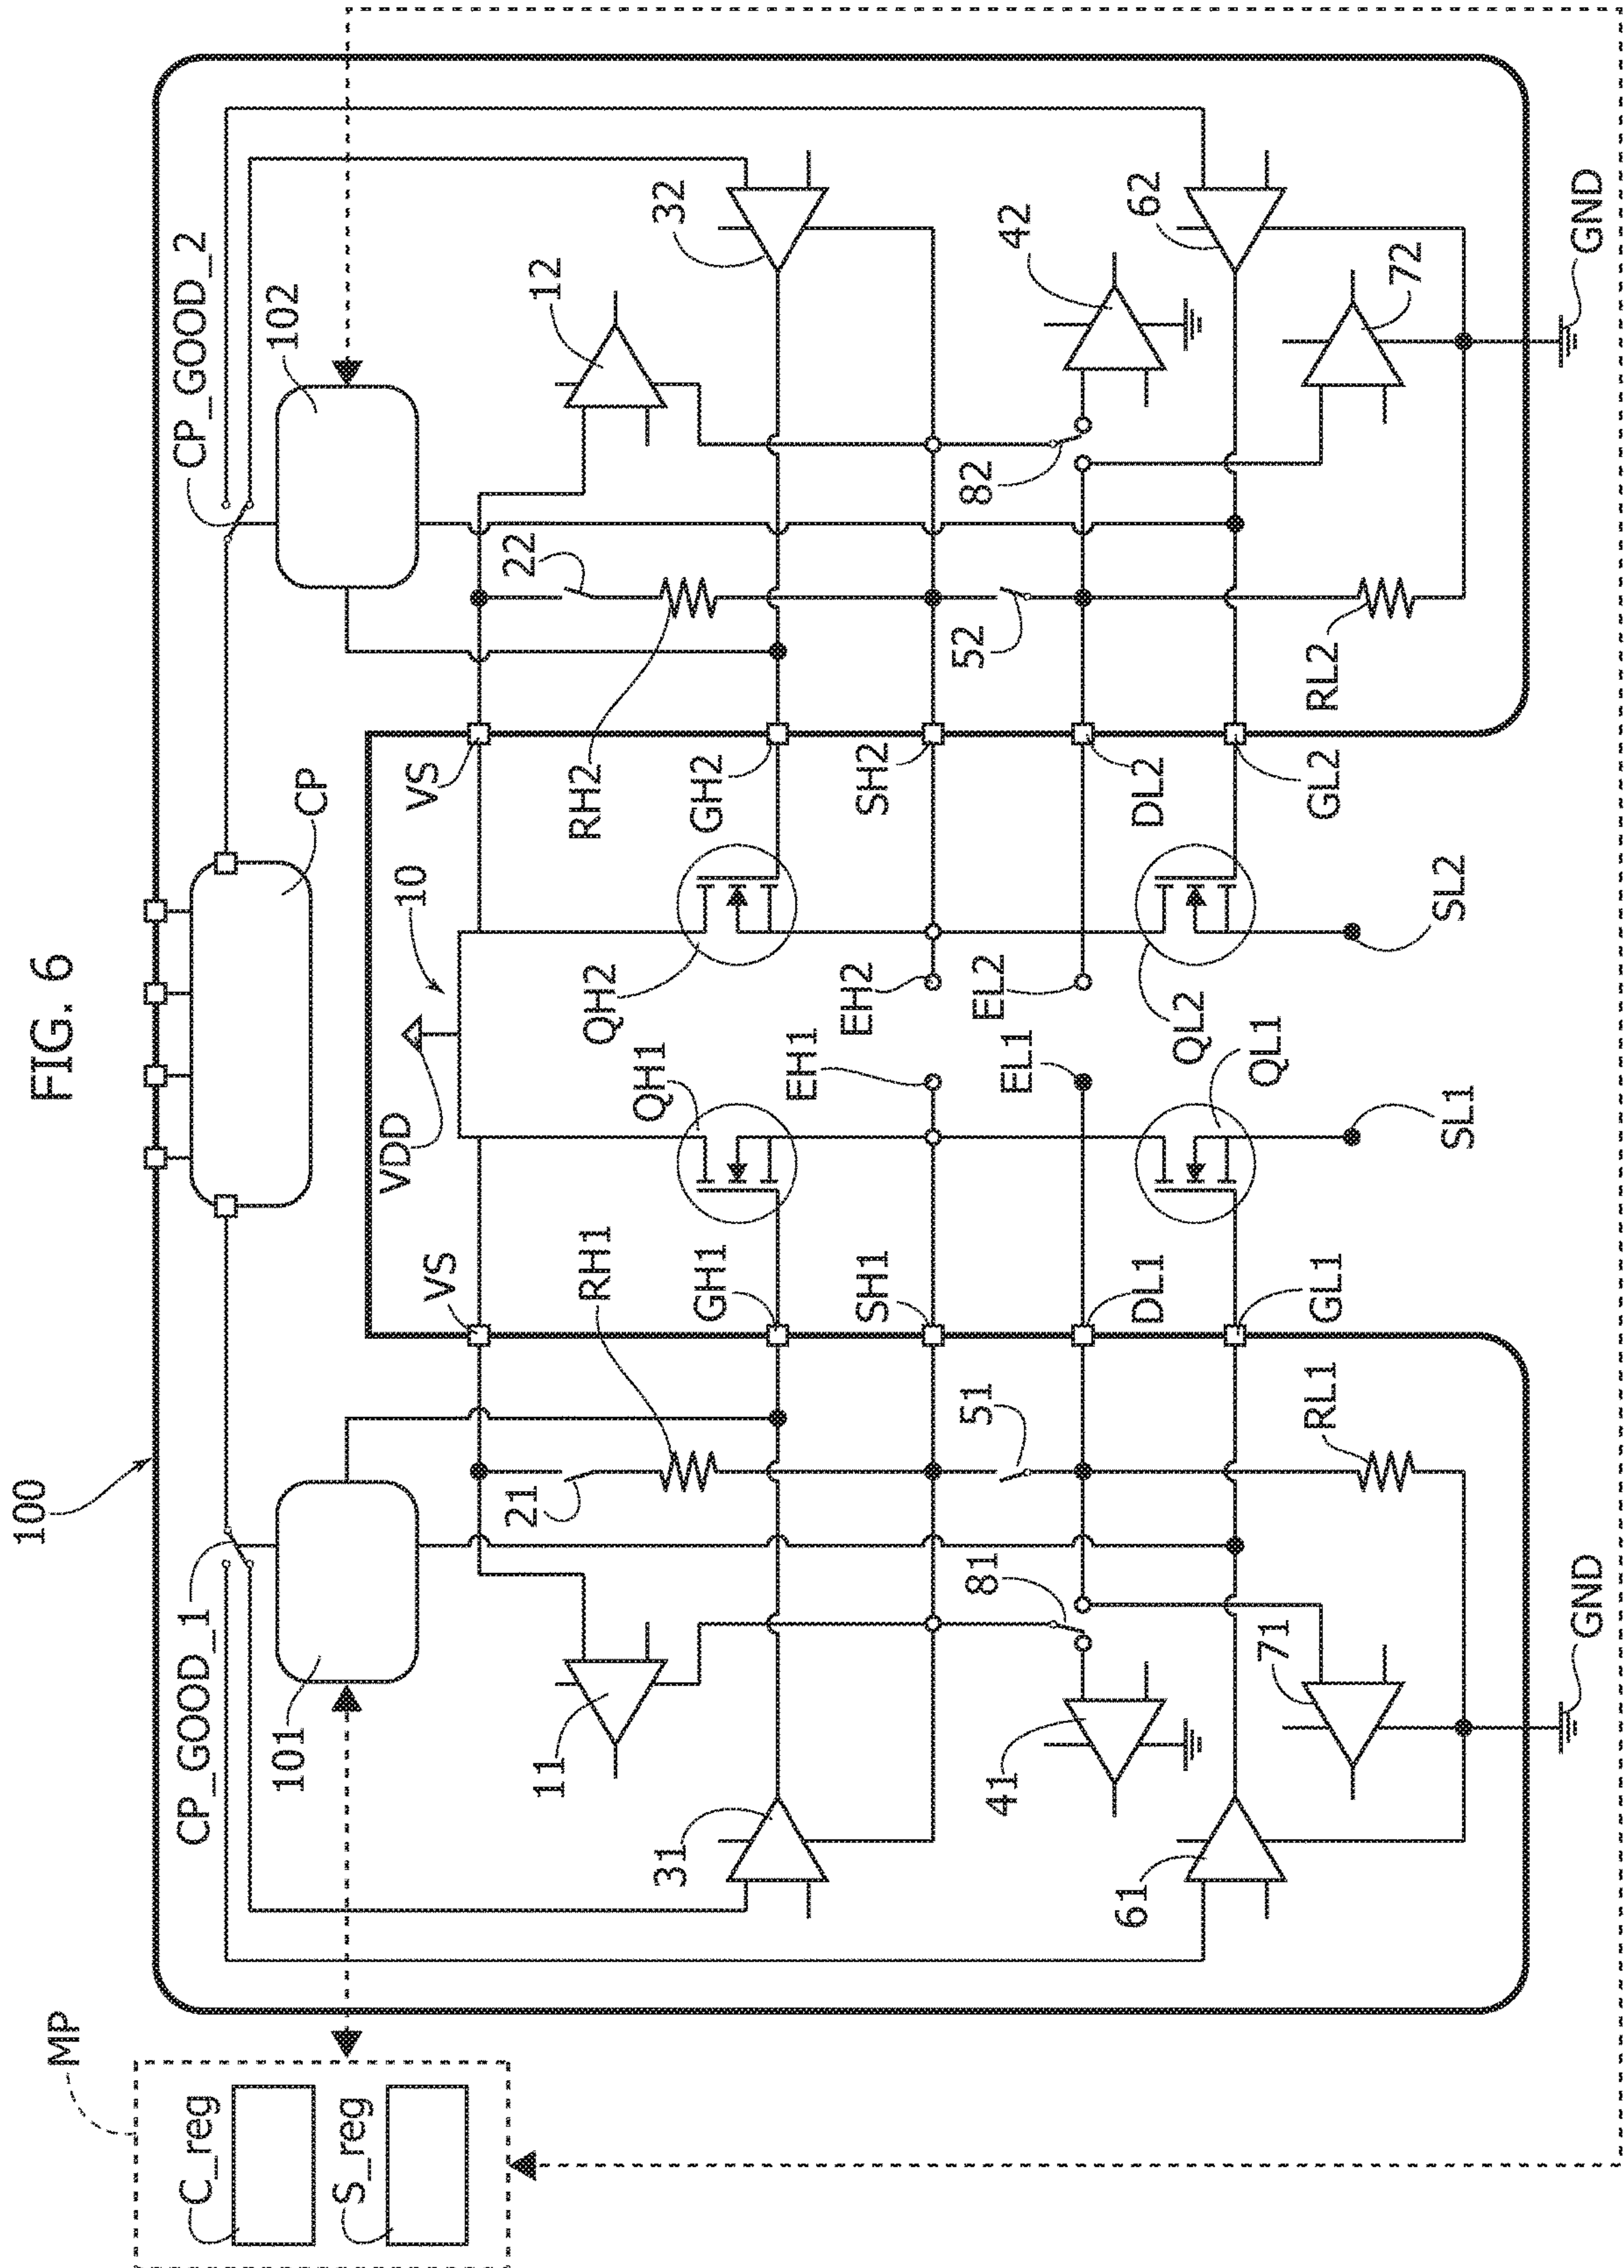 FIG. 6
100
MP
C_reg
S_reg
CP_GOOD_1
101
CP
CP_GOOD_2
102
VDD
10
VS
VS
11
21
RH1
GH1
QH1
QH2
GH2
RH2
22
12
31
SH1
EH1
EH2
SH2
32
41
81
51
DL1
EL1
EL2
DL2
52
82
42
61
71
RL1
GL1
QL1
QL2
GL2
RL2
72
62
SL1
SL2
GND
GND